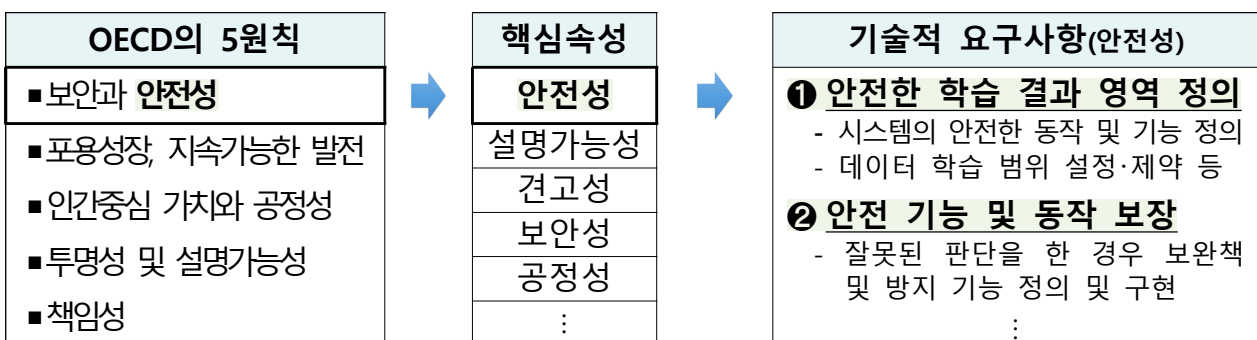 OECD의 5원칙
■보안과 안전성
■포용성장, 지속가능한 발전
■인간중심 가치와 공정성
■투명성 및 설명가능성
■책임성
핵심속성
안전성
설명가능성
견고성
보안성
공정성
⋮
기술적 요구사항(안전성)
❶ 안전한 학습 결과 영역 정의
- 시스템의 안전한 동작 및 기능 정의
- 데이터 학습 범위 설정·제약 등
❷ 안전 기능 및 동작 보장
- 잘못된 판단을 한 경우 보완책
및 방지 기능 정의 및 구현
⋮